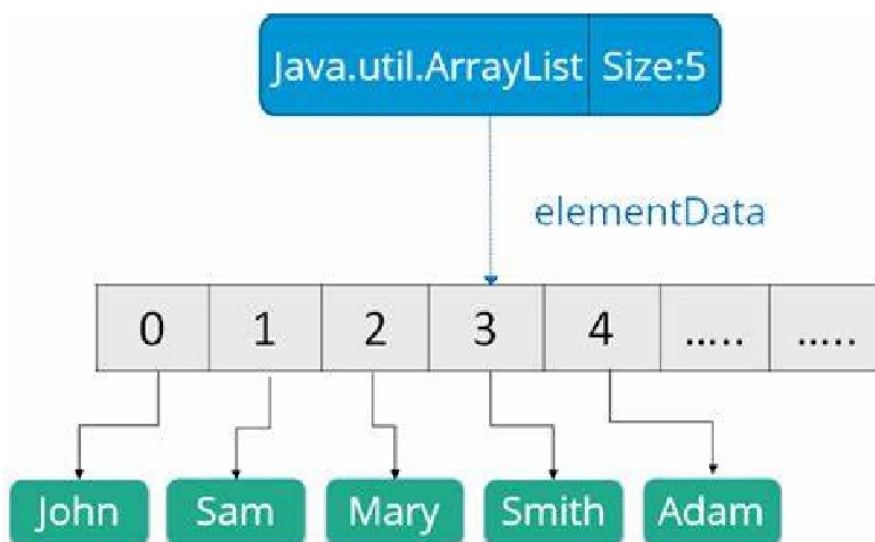 Java.util.ArrayList Size:5
elementData
0 1 2 3 4 ..... .....
John Sam Mary Smith Adam